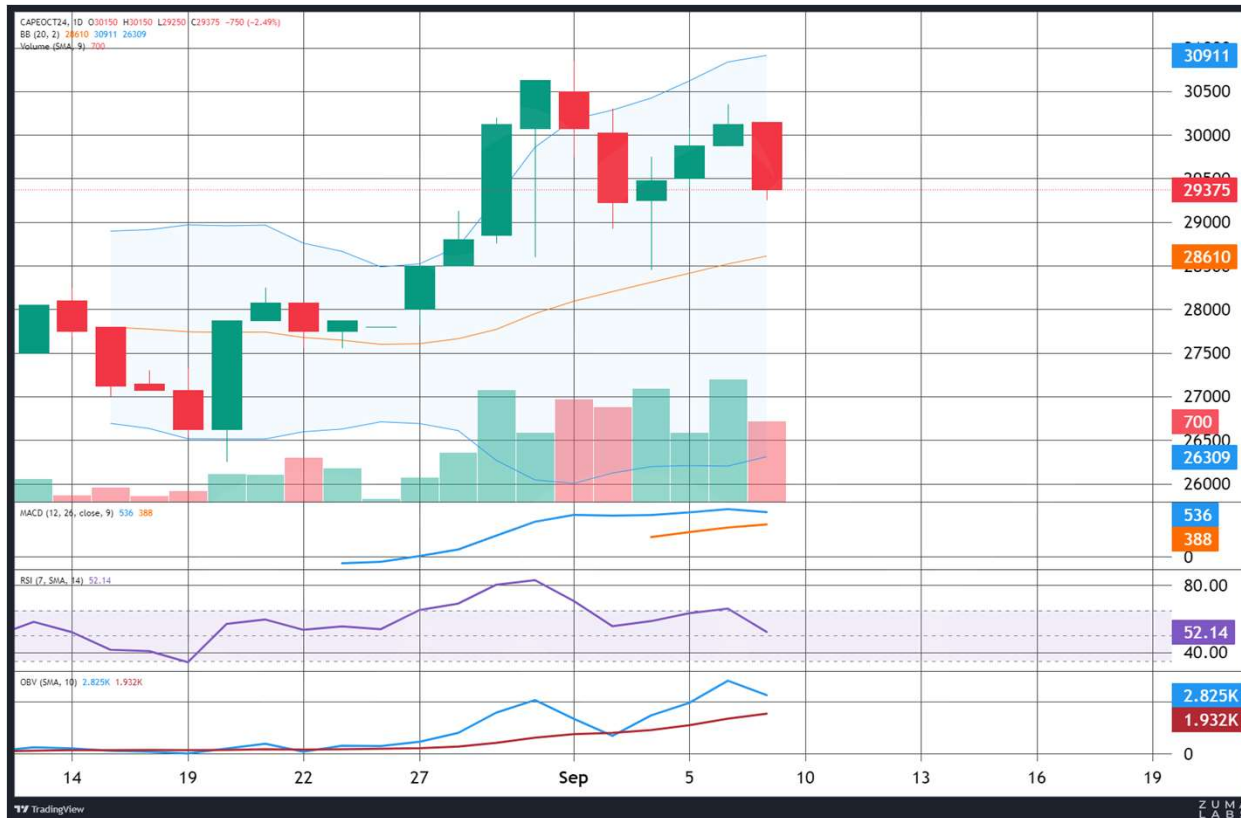 CAPEOCT24, 1D O30150 H30150 L29250 C29375 -750 (-2.49%)
BB (20, 2) 28610 30911 26309
Volume (SMA, 9) 700
30911
30500
30000
29375
29000
28610
28000
27500
27000
700
26500
26309
26000
MACD (12, 26, close, 9) 536 388
536
388
0
RSI (7, SMA, 14) 52.14
80.00
52.14
40.00
OBV (SMA, 10) 2.825K 1.932K
2.825K
1.932K
0
14 19 22 27 Sep 5 10 13 16 19
TradingView